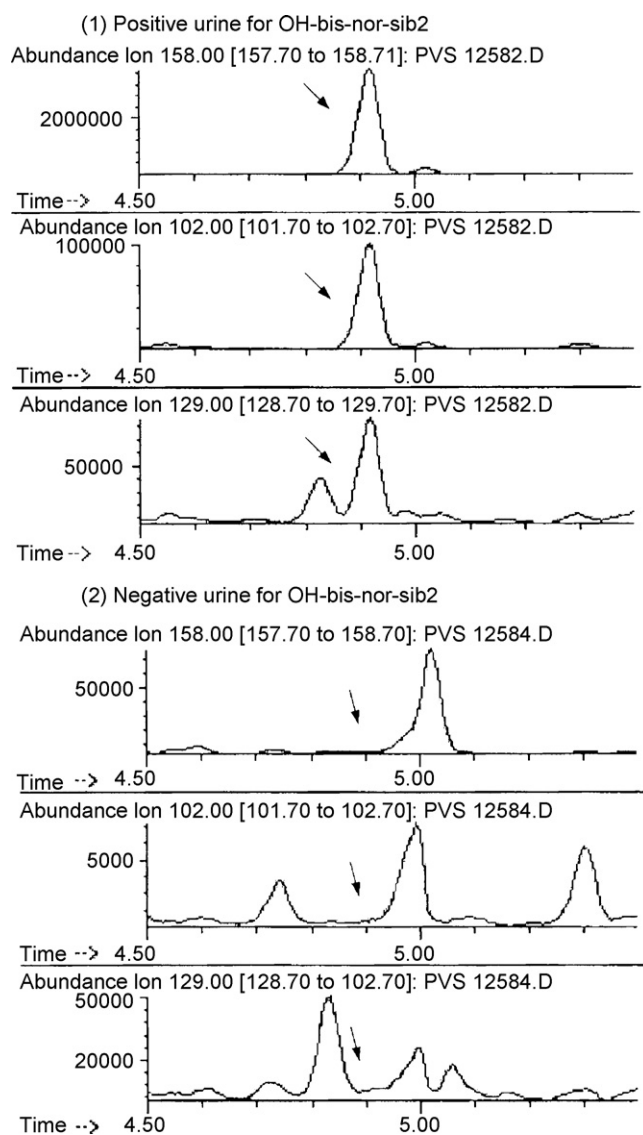 (1) Positive urine for OH-bis-nor-sib2
Abundance Ion 158.00 [157.70 to 158.71]: PVS 12582.D
2000000
Time --> 4.50 5.00
Abundance Ion 102.00 [101.70 to 102.70]: PVS 12582.D
100000
Time --> 4.50 5.00
Abundance Ion 129.00 [128.70 to 129.70]: PVS 12582.D
50000
Time --> 4.50 5.00
(2) Negative urine for OH-bis-nor-sib2
Abundance Ion 158.00 [157.70 to 158.70]: PVS 12584.D
50000
Time --> 4.50 5.00
Abundance Ion 102.00 [101.70 to 102.70]: PVS 12584.D
5000
Time --> 4.50 5.00
Abundance Ion 129.00 [128.70 to 102.70]: PVS 12584.D
50000
20000
Time --> 4.50 5.00